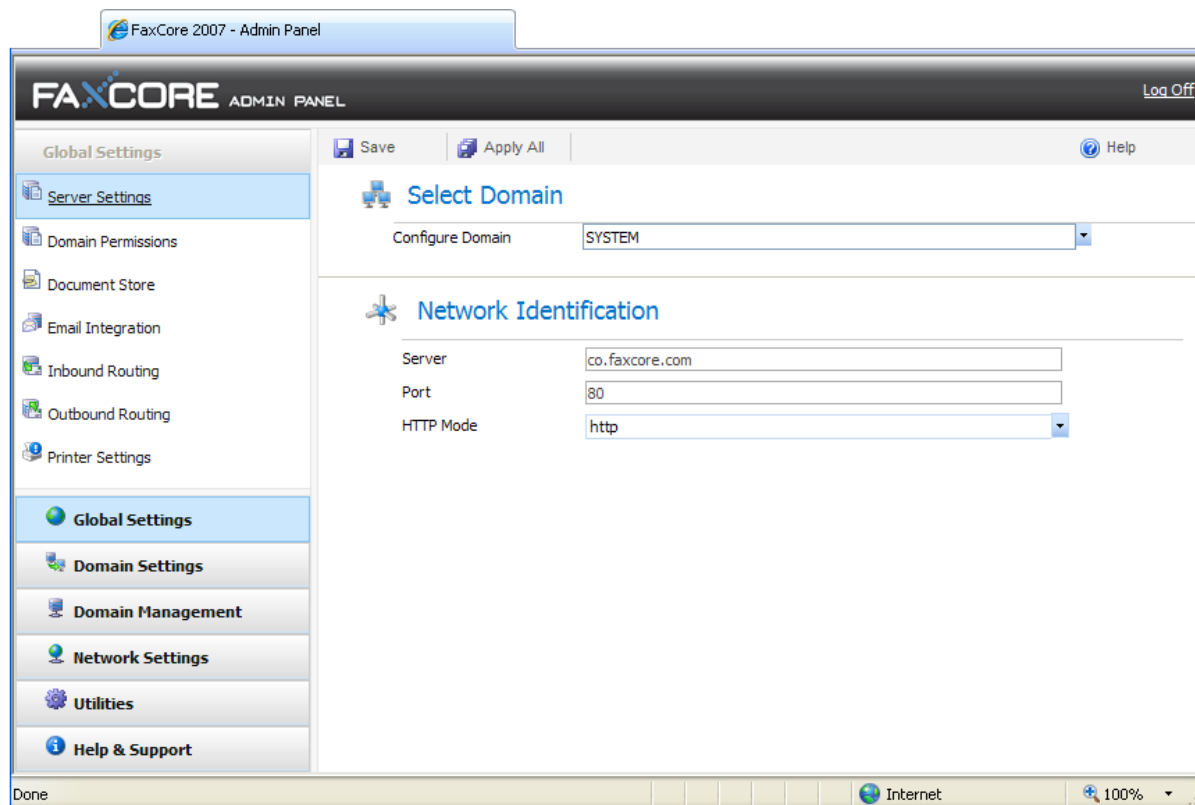 FaxCore 2007 - Admin Panel
FAXCORE ADMIN PANEL
Log Off
Global Settings
Save
Apply All
Help
Server Settings
Domain Permissions
Document Store
Email Integration
Inbound Routing
Outbound Routing
Printer Settings
Global Settings
Domain Settings
Domain Management
Network Settings
Utilities
Help & Support
Select Domain
Configure Domain SYSTEM
Network Identification
Server co.faxcore.com
Port 80
HTTP Mode http
Done
Internet
100%